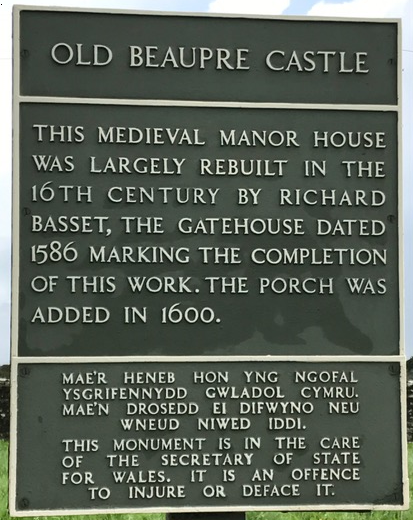 OLD BEAUPRE CASTLE
THIS MEDIEVAL MANOR HOUSE
WAS LARGELY REBUILT IN THE
16TH CENTURY BY RICHARD
BASSET, THE GATEHOUSE DATED
1586 MARKING THE COMPLETION
OF THIS WORK. THE PORCH WAS
ADDED IN 1600.
MAE'R HENEB HON YNG NGOFAL
YSGRIFENNYDD GWLADOL CYMRU.
MAE'N DROSEDD EI DIFWYNO NEU
WNEUD NIWED IDDI.
THIS MONUMENT IS IN THE CARE
OF THE SECRETARY OF STATE
FOR WALES. IT IS AN OFFENCE
TO INJURE OR DEFACE IT.